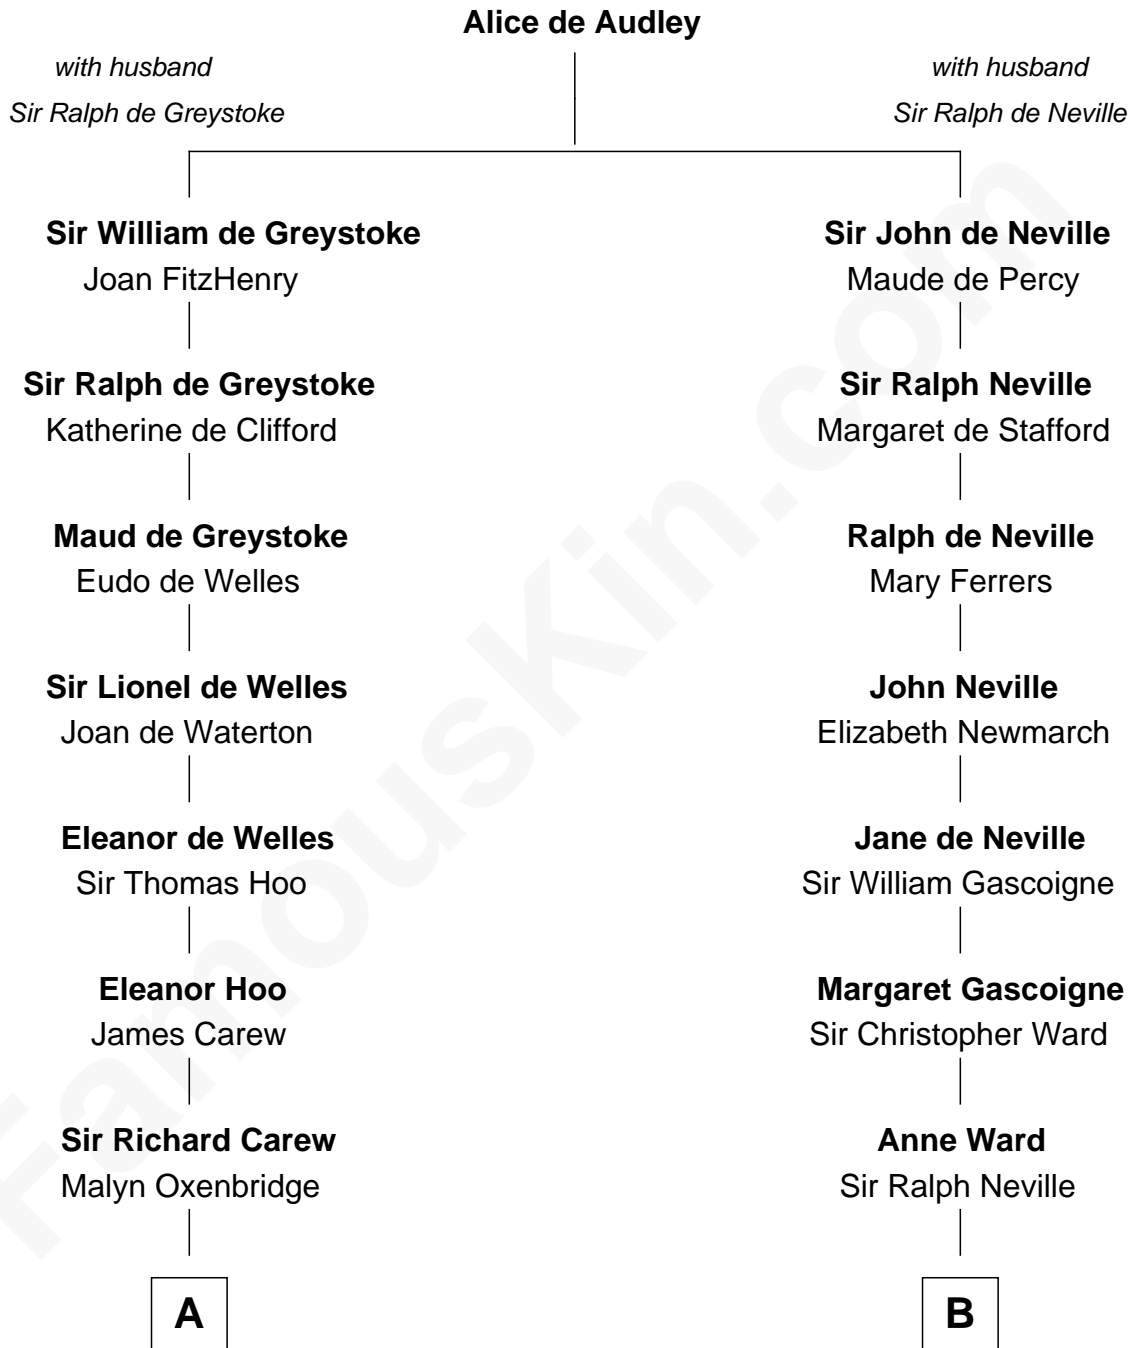 Alice de Audley
with husband
Sir Ralph de Greystoke
with husband
Sir Ralph de Neville
Sir William de Greystoke
Joan FitzHenry
Sir Ralph de Greystoke
Katherine de Clifford
Maud de Greystoke
Eudo de Welles
Sir Lionel de Welles
Joan de Waterton
Eleanor de Welles
Sir Thomas Hoo
Eleanor Hoo
James Carew
Sir Richard Carew
Malyn Oxenbridge
A
Sir John de Neville
Maude de Percy
Sir Ralph Neville
Margaret de Stafford
Ralph de Neville
Mary Ferrers
John Neville
Elizabeth Newmarch
Jane de Neville
Sir William Gascoigne
Margaret Gascoigne
Sir Christopher Ward
Anne Ward
Sir Ralph Neville
B
FamousKin.com